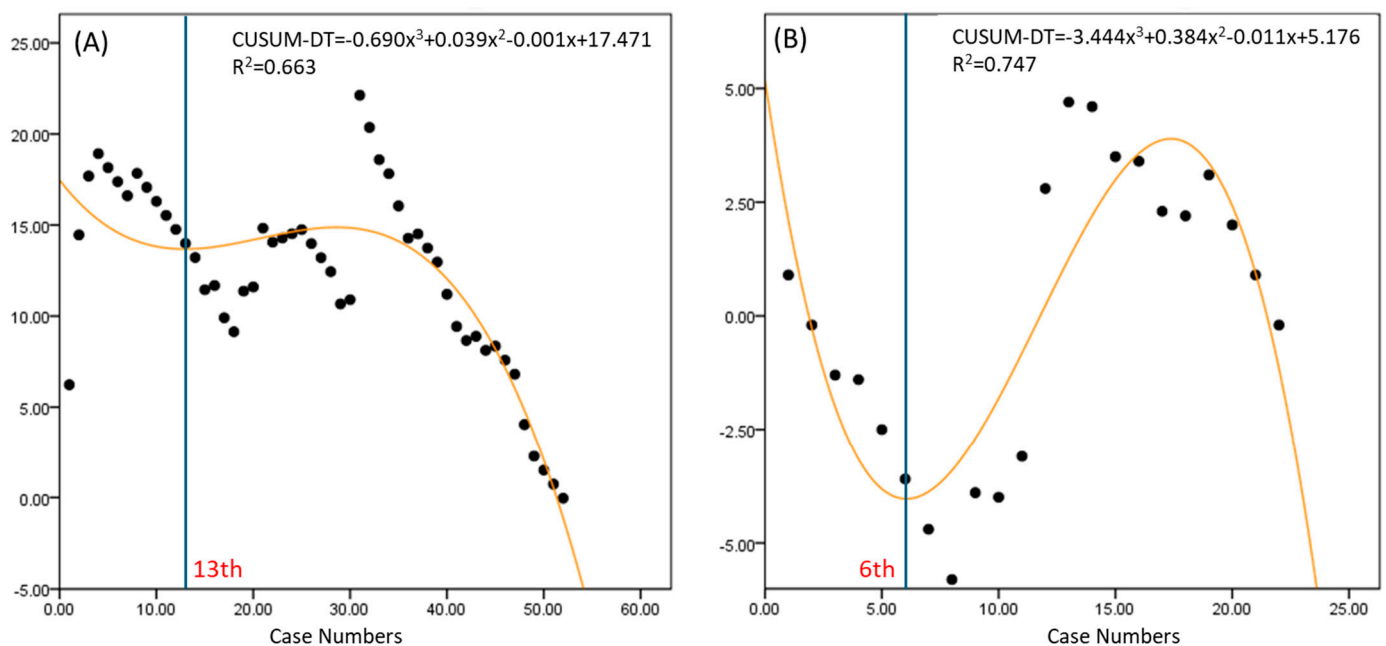 (A)
CUSUM-DT=-0.690x³+0.039x²-0.001x+17.471
R²=0.663
25.00
20.00
15.00
10.00
5.00
0.00
-5.00
13th
0.00 10.00 20.00 30.00 40.00 50.00 60.00
Case Numbers
(B)
CUSUM-DT=-3.444x³+0.384x²-0.011x+5.176
R²=0.747
5.00
2.50
0.00
-2.50
-5.00
6th
0.00 5.00 10.00 15.00 20.00 25.00
Case Numbers